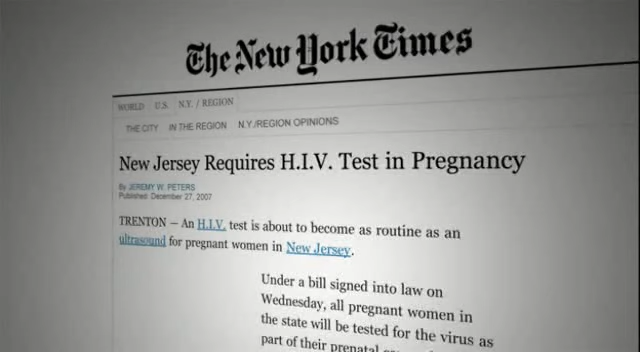 The New York Times
WORLD U.S. N.Y. / REGION
THE CITY IN THE REGION N.Y./REGION OPINIONS
New Jersey Requires H.I.V. Test in Pregnancy
By JEREMY W. PETERS
Published: December 27, 2007
TRENTON — An H.I.V. test is about to become as routine as an
ultrasound for pregnant women in New Jersey.
Under a bill signed into law on
Wednesday, all pregnant women in
the state will be tested for the virus as
part of their prenatal